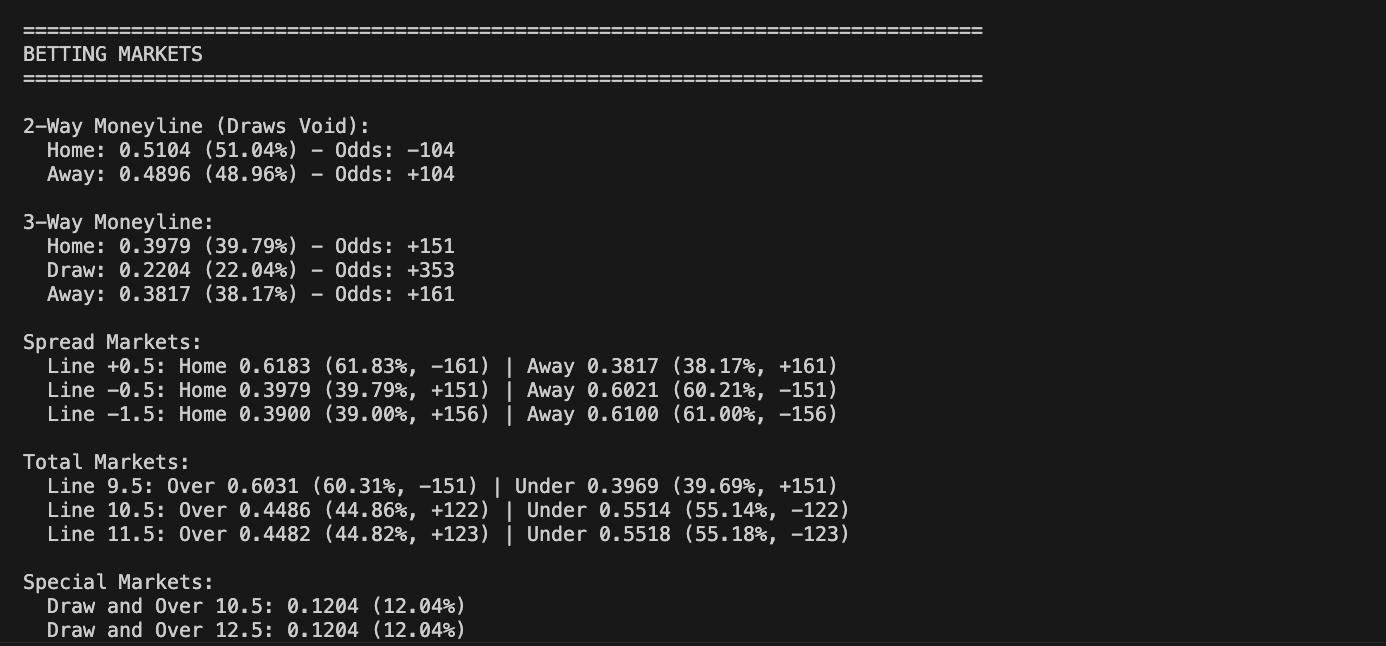 ================================================================================
BETTING MARKETS
================================================================================
2-Way Moneyline (Draws Void):
Home: 0.5104 (51.04%) - Odds: -104
Away: 0.4896 (48.96%) - Odds: +104
3-Way Moneyline:
Home: 0.3979 (39.79%) - Odds: +151
Draw: 0.2204 (22.04%) - Odds: +353
Away: 0.3817 (38.17%) - Odds: +161
Spread Markets:
Line +0.5: Home 0.6183 (61.83%, -161) | Away 0.3817 (38.17%, +161)
Line -0.5: Home 0.3979 (39.79%, +151) | Away 0.6021 (60.21%, -151)
Line -1.5: Home 0.3900 (39.00%, +156) | Away 0.6100 (61.00%, -156)
Total Markets:
Line 9.5: Over 0.6031 (60.31%, -151) | Under 0.3969 (39.69%, +151)
Line 10.5: Over 0.4486 (44.86%, +122) | Under 0.5514 (55.14%, -122)
Line 11.5: Over 0.4482 (44.82%, +123) | Under 0.5518 (55.18%, -123)
Special Markets:
Draw and Over 10.5: 0.1204 (12.04%)
Draw and Over 12.5: 0.1204 (12.04%)